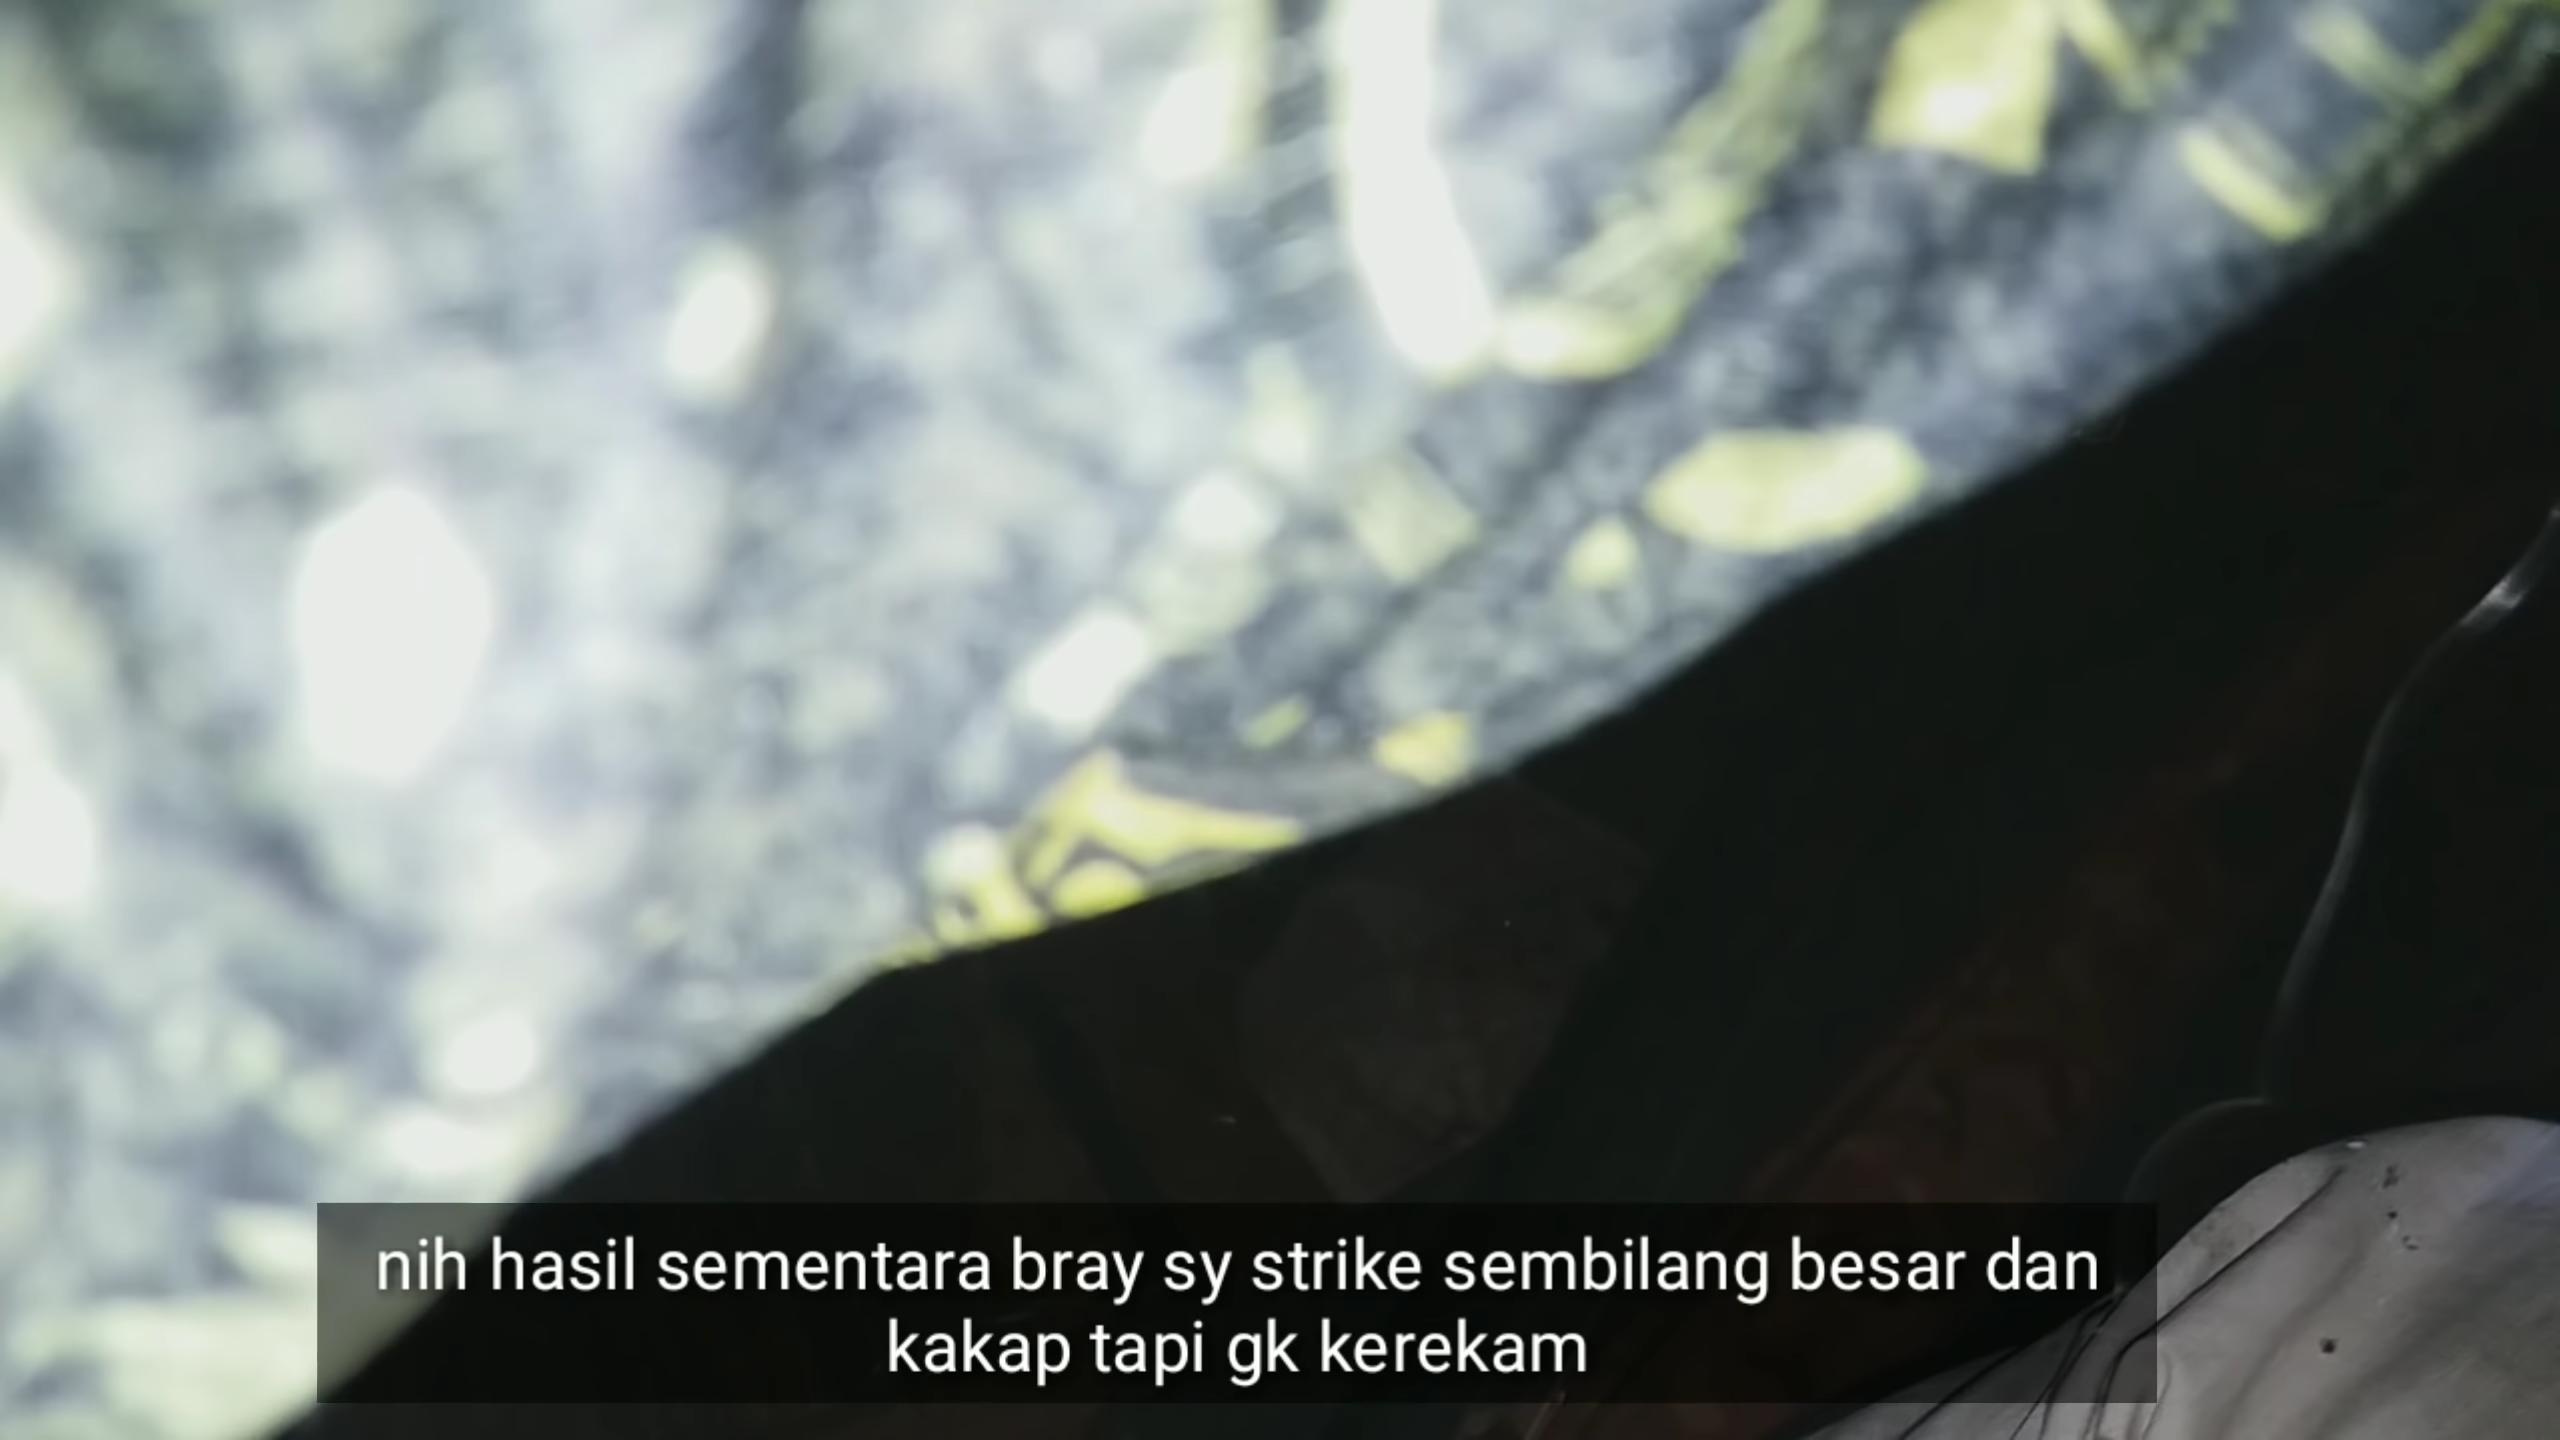 nih hasil sementara bray sy strike sembilang besar dan
kakap tapi gk kerekam